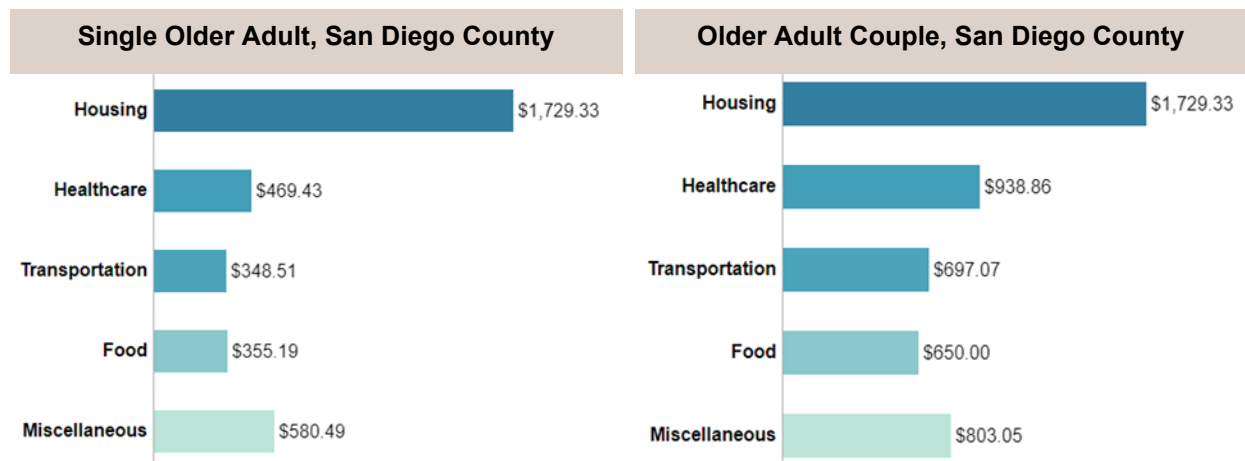 Single Older Adult, San Diego County
Housing $1,729.33
Healthcare $469.43
Transportation $348.51
Food $355.19
Miscellaneous $580.49
Older Adult Couple, San Diego County
Housing $1,729.33
Healthcare $938.86
Transportation $697.07
Food $650.00
Miscellaneous $803.05